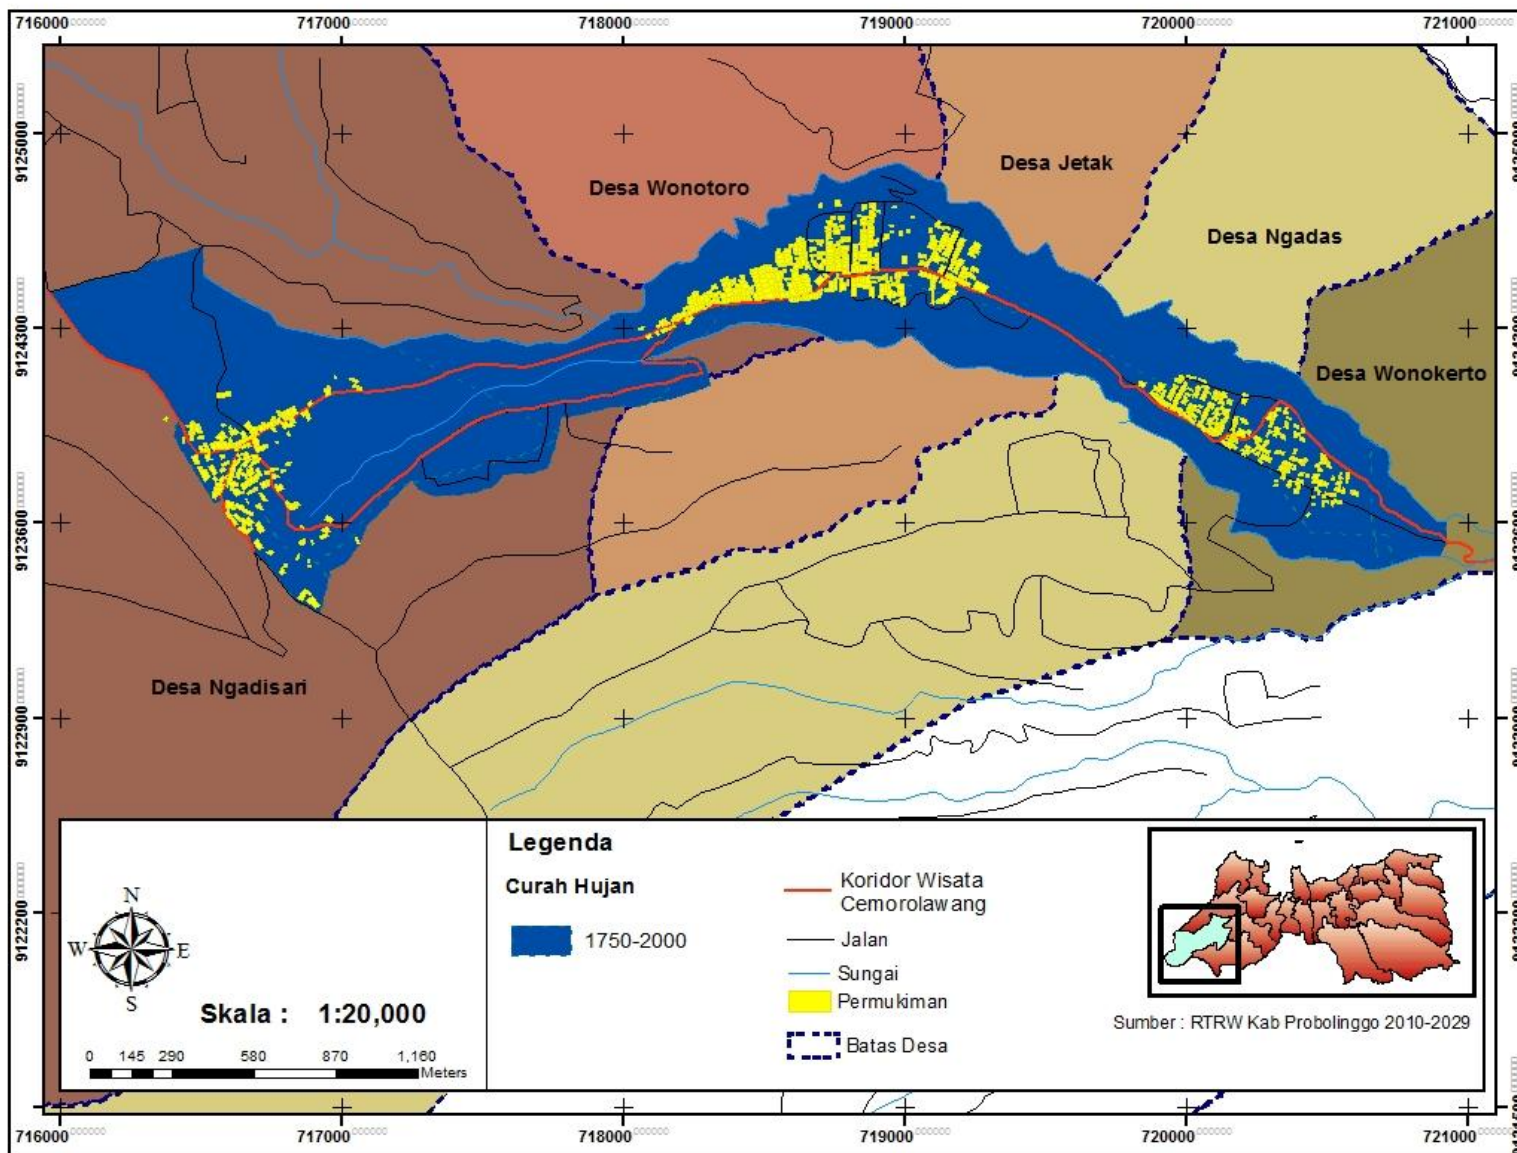 716000
717000
718000
719000
720000
721000
9125000
9124300
9123600
9122900
9122200
Desa Wonotoro
Desa Jetak
Desa Ngadas
Desa Wonokerto
Desa Ngadisari
N
W
E
S
Skala : 1:20,000
0 145 290 580 870 1,160
Meters
Legenda
Curah Hujan
1750-2000
Koridor Wisata
Cemorolawang
Jalan
Sungai
Permukiman
Batas Desa
Sumber : RTRW Kab Probolinggo 2010-2029
716000
717000
718000
719000
720000
721000